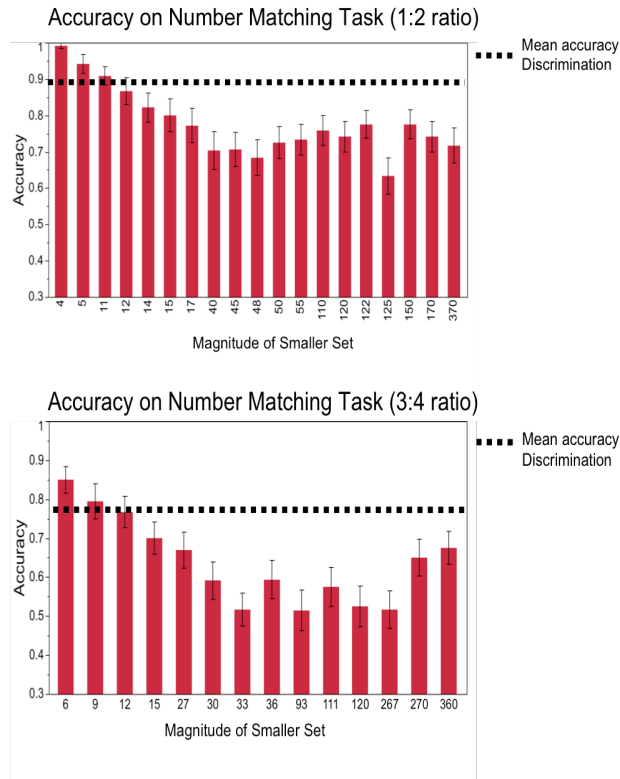 Accuracy on Number Matching Task (1:2 ratio)
Mean accuracy
Discrimination
Accuracy
1
0.9
0.8
0.7
0.6
0.5
0.4
0.3
4 5 11 12 14 15 17 40 45 48 50 55 110 120 122 125 150 170 370
Magnitude of Smaller Set
Accuracy on Number Matching Task (3:4 ratio)
Mean accuracy
Discrimination
Accuracy
1
0.9
0.8
0.7
0.6
0.5
0.4
0.3
6 9 12 15 27 30 33 36 93 111 120 267 270 360
Magnitude of Smaller Set